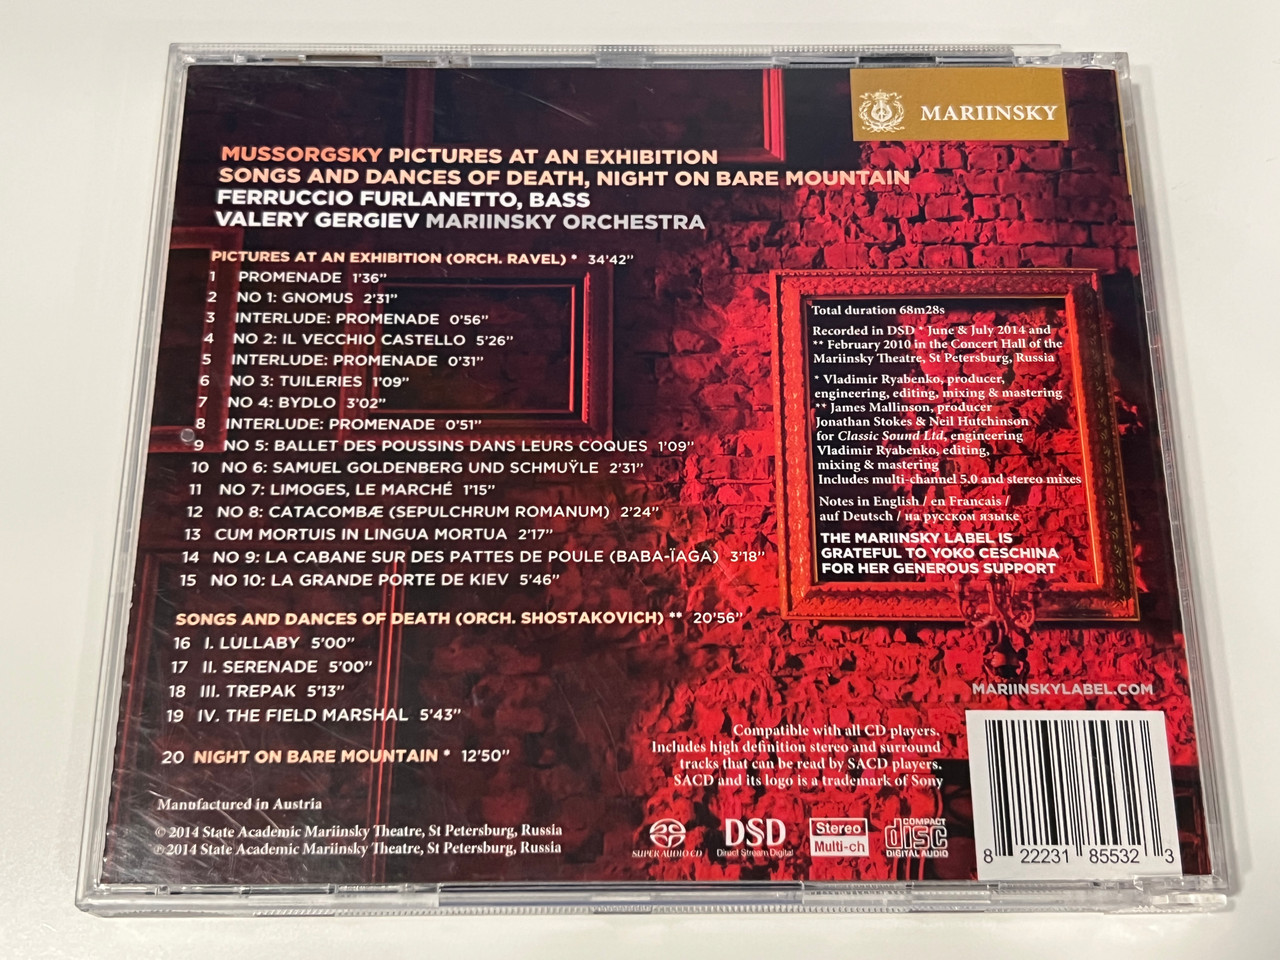 MARIINSKY
MUSSORGSKY PICTURES AT AN EXHIBITION
SONGS AND DANCES OF DEATH, NIGHT ON BARE MOUNTAIN
FERRUCCIO FURLANETTO, BASS
VALERY GERGIEV MARIINSKY ORCHESTRA
PICTURES AT AN EXHIBITION (ORCH. RAVEL) * 34'42"
1 PROMENADE 1'36"
2 NO 1: GNOMUS 2'31"
3 INTERLUDE: PROMENADE 0'56"
4 NO 2: IL VECCHIO CASTELLO 5'26"
5 INTERLUDE: PROMENADE 0'31"
6 NO 3: TUILERIES 1'09"
7 NO 4: BYDLO 3'02"
8 INTERLUDE: PROMENADE 0'51"
9 NO 5: BALLET DES POUSSINS DANS LEURS COQUES 1'09"
10 NO 6: SAMUEL GOLDENBERG UND SCHMUŸLE 2'31"
11 NO 7: LIMOGES, LE MARCHÉ 1'15"
12 NO 8: CATACOMBÆ (SEPULCHRUM ROMANUM) 2'24"
13 CUM MORTUIS IN LINGUA MORTUA 2'17"
14 NO 9: LA CABANE SUR DES PATTES DE POULE (BABA-ÏAGA) 3'18"
15 NO 10: LA GRANDE PORTE DE KIEV 5'46"
SONGS AND DANCES OF DEATH (ORCH. SHOSTAKOVICH) ** 20'56"
16 I. LULLABY 5'00"
17 II. SERENADE 5'00"
18 III. TREPAK 5'13"
19 IV. THE FIELD MARSHAL 5'43"
20 NIGHT ON BARE MOUNTAIN * 12'50"
Manufactured in Austria
© 2014 State Academic Mariinsky Theatre, St Petersburg, Russia
℗ 2014 State Academic Mariinsky Theatre, St Petersburg, Russia
Total duration 68m28s
Recorded in DSD * June & July 2014 and
** February 2010 in the Concert Hall of the
Mariinsky Theatre, St Petersburg, Russia
* Vladimir Ryabenko, producer,
engineering, editing, mixing & mastering
** James Mallinson, producer
Jonathan Stokes & Neil Hutchinson
for Classic Sound Ltd, engineering
Vladimir Ryabenko, editing,
mixing & mastering
Includes multi-channel 5.0 and stereo mixes
Notes in English / en Francais /
auf Deutsch / на русском языке
THE MARIINSKY LABEL IS
GRATEFUL TO YOKO CESCHINA
FOR HER GENEROUS SUPPORT
MARIINSKYLABEL.COM
Compatible with all CD players.
Includes high definition stereo and surround
tracks that can be read by SACD players.
SACD and its logo is a trademark of Sony
SUPER AUDIO CD
DSD
Direct Stream Digital
Stereo
Multi-ch
COMPACT
disc
DIGITAL AUDIO
8 22231 85532 3